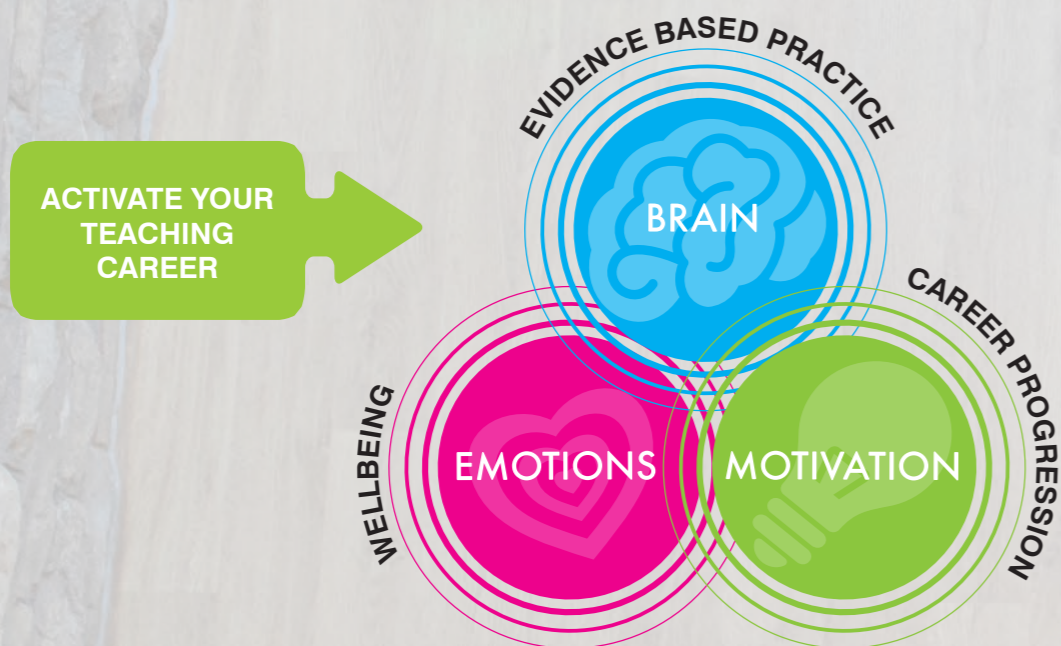 ACTIVATE YOUR
TEACHING
CAREER
EVIDENCE BASED PRACTICE
BRAIN
CAREER PROGRESSION
WELLBEING
EMOTIONS
MOTIVATION